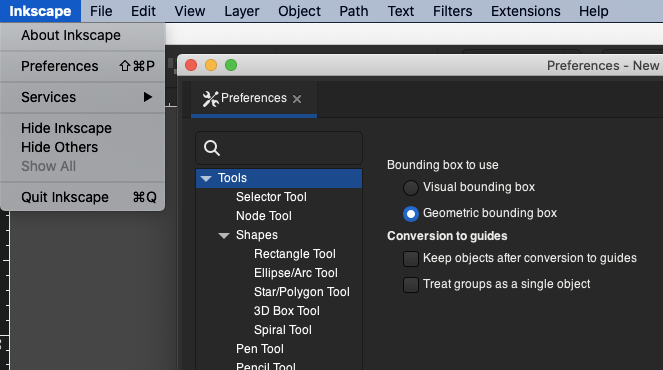 Inkscape File Edit View Layer Object Path Text Filters Extensions Help
About Inkscape
Preferences ⇧⌘P
Services
Hide Inkscape
Hide Others
Show All
Quit Inkscape ⌘Q
Preferences - New
Preferences
Tools
Selector Tool
Node Tool
Shapes
Rectangle Tool
Ellipse/Arc Tool
Star/Polygon Tool
3D Box Tool
Spiral Tool
Pen Tool
Pencil Tool
Bounding box to use
Visual bounding box
Geometric bounding box
Conversion to guides
Keep objects after conversion to guides
Treat groups as a single object